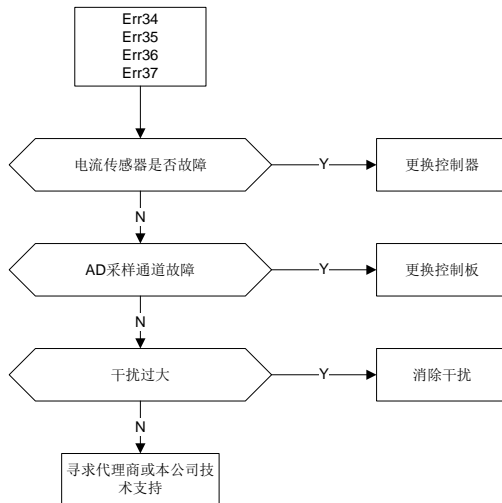 Err34
Err35
Err36
Err37
电流传感器是否故障
Y
更换控制器
N
AD采样通道故障
Y
更换控制板
N
干扰过大
Y
消除干扰
N
寻求代理商或本公司技
术支持